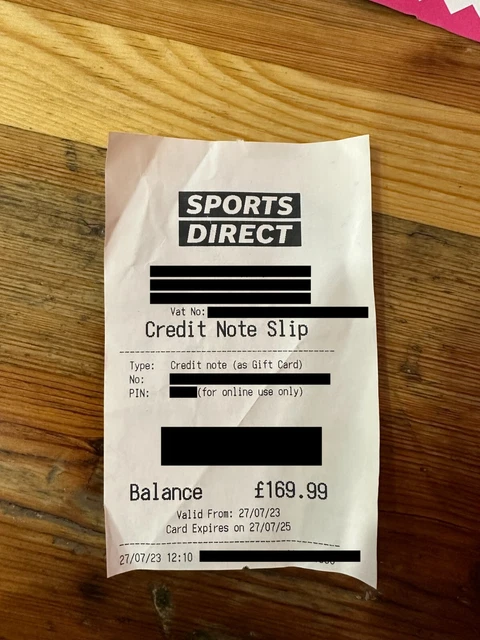 SPORTS
DIRECT
Vat No:
Credit Note Slip
Type: Credit note (as Gift Card)
No:
PIN: (for online use only)
Balance £169.99
Valid From: 27/07/23
Card Expires on 27/07/25
27/07/23 12:10